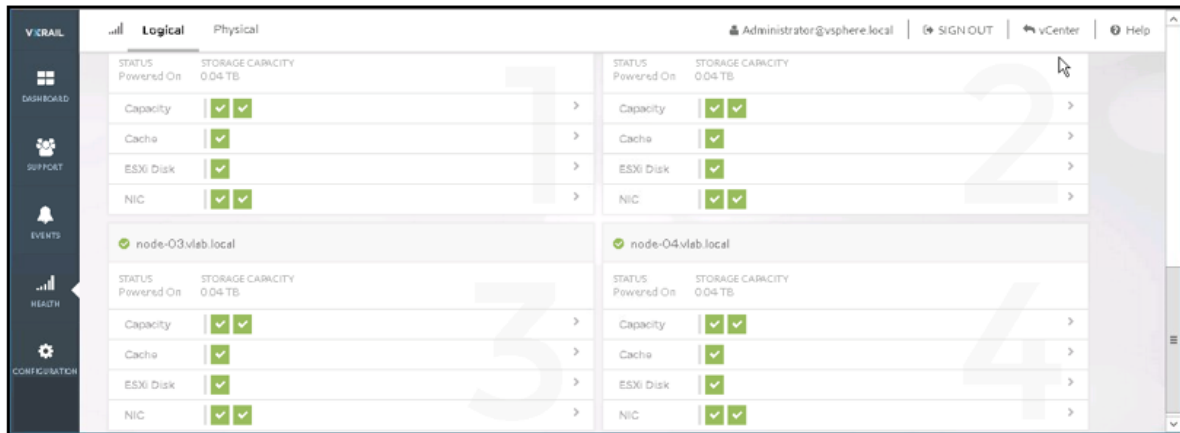 VXRAIL
Logical Physical Administrator@vsphere.local SIGN OUT vCenter Help
DASHBOARD
SUPPORT
EVENTS
HEALTH
CONFIGURATION
STATUS STORAGE CAPACITY
Powered On 0.04 TB
Capacity
Cache
ESXi Disk
NIC
1
STATUS STORAGE CAPACITY
Powered On 0.04 TB
Capacity
Cache
ESXi Disk
NIC
2
node-03.vlab.local
STATUS STORAGE CAPACITY
Powered On 0.04 TB
Capacity
Cache
ESXi Disk
NIC
3
node-04.vlab.local
STATUS STORAGE CAPACITY
Powered On 0.04 TB
Capacity
Cache
ESXi Disk
NIC
4